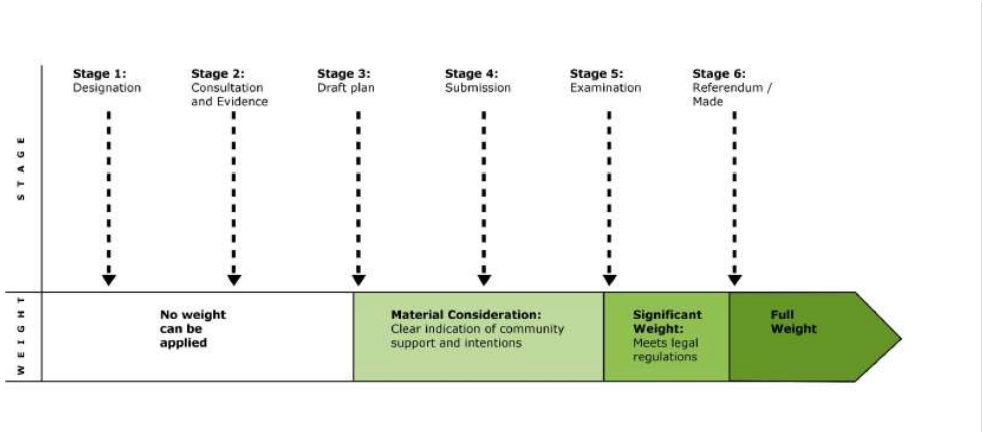 Stage 1:
Designation
Stage 2:
Consultation
and Evidence
Stage 3:
Draft plan
Stage 4:
Submission
Stage 5:
Examination
Stage 6:
Referendum /
Made
STAGE
WEIGHT
No weight
can be
applied
Material Consideration:
Clear indication of community
support and intentions
Significant
Weight:
Meets legal
regulations
Full
Weight